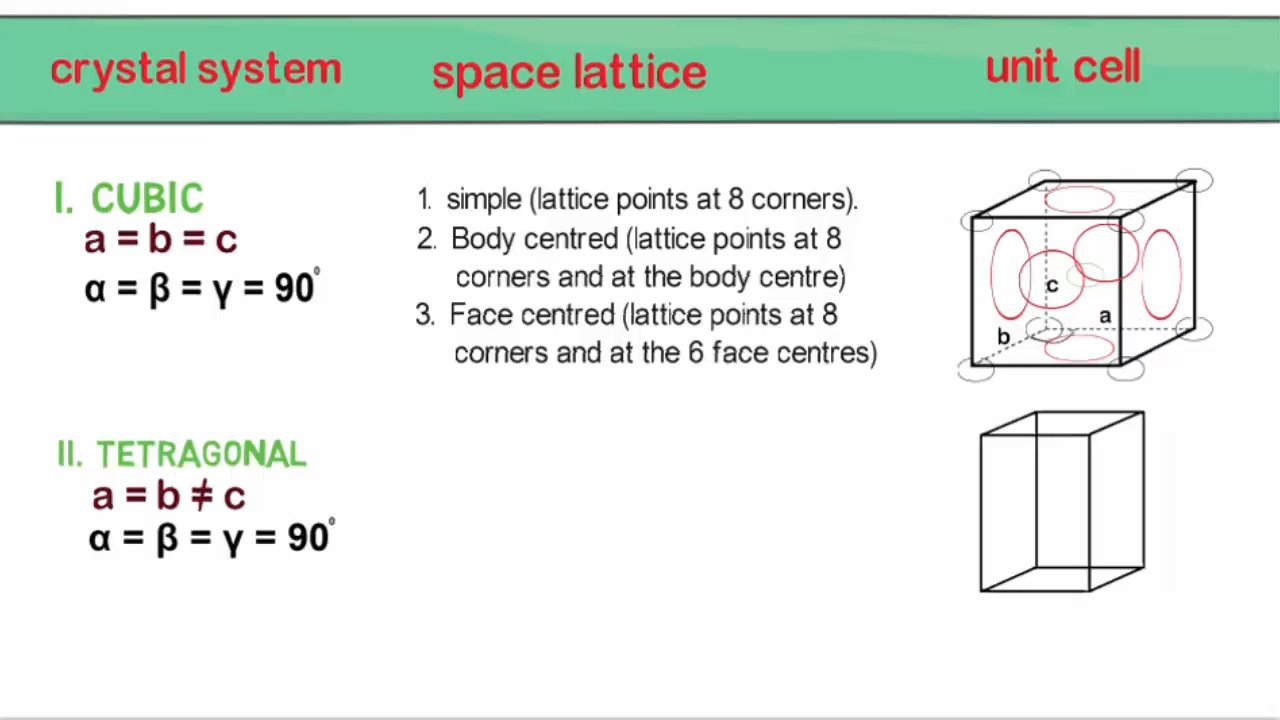 crystal system space lattice unit cell
I. CUBIC
a = b = c
α = β = γ = 90°
1. simple (lattice points at 8 corners).
2. Body centred (lattice points at 8
corners and at the body centre)
3. Face centred (lattice points at 8
corners and at the 6 face centres)
c
a
b
II. TETRAGONAL
a = b ≠ c
α = β = γ = 90°